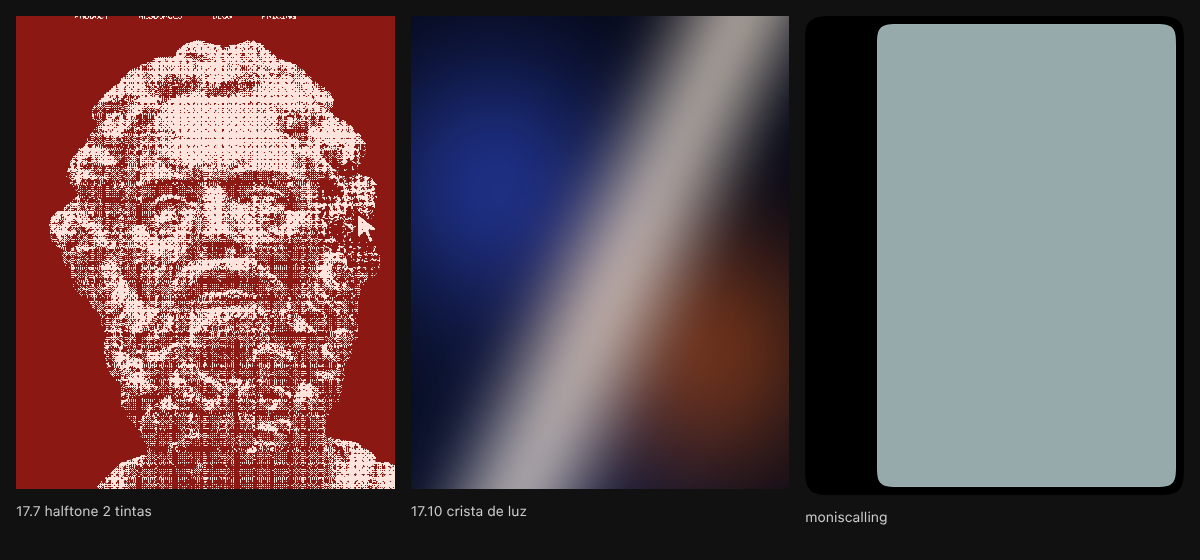 17.7 halftone 2 tintas
17.10 crista de luz
moniscalling